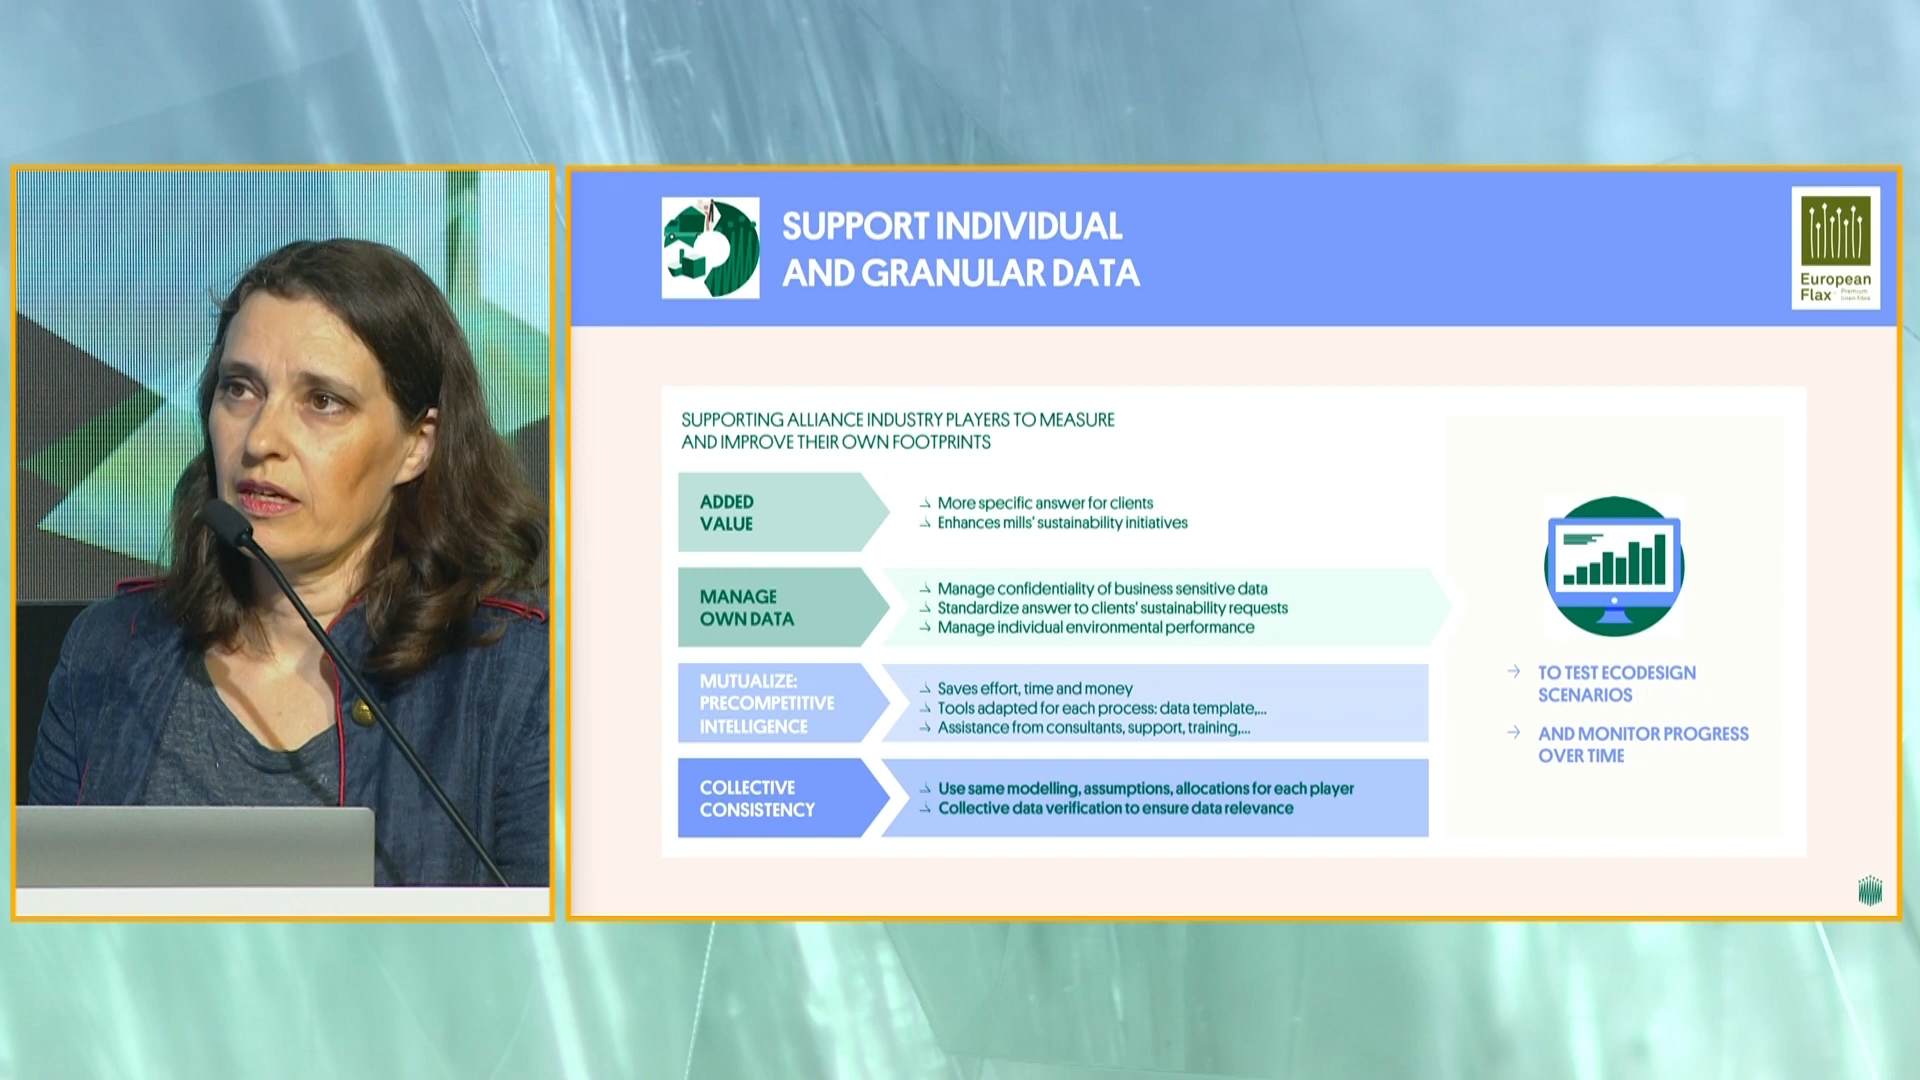 SUPPORT INDIVIDUAL
AND GRANULAR DATA
European
Flax
Premium
linen fibre
SUPPORTING ALLIANCE INDUSTRY PLAYERS TO MEASURE
AND IMPROVE THEIR OWN FOOTPRINTS
ADDED
VALUE
More specific answer for clients
Enhances mills' sustainability initiatives
MANAGE
OWN DATA
Manage confidentiality of business sensitive data
Standardize answer to clients' sustainability requests
Manage individual environmental performance
MUTUALIZE:
PRECOMPETITIVE
INTELLIGENCE
Saves effort, time and money
Tools adapted for each process: data template,...
Assistance from consultants, support, training,...
COLLECTIVE
CONSISTENCY
Use same modelling, assumptions, allocations for each player
Collective data verification to ensure data relevance
TO TEST ECODESIGN
SCENARIOS
AND MONITOR PROGRESS
OVER TIME